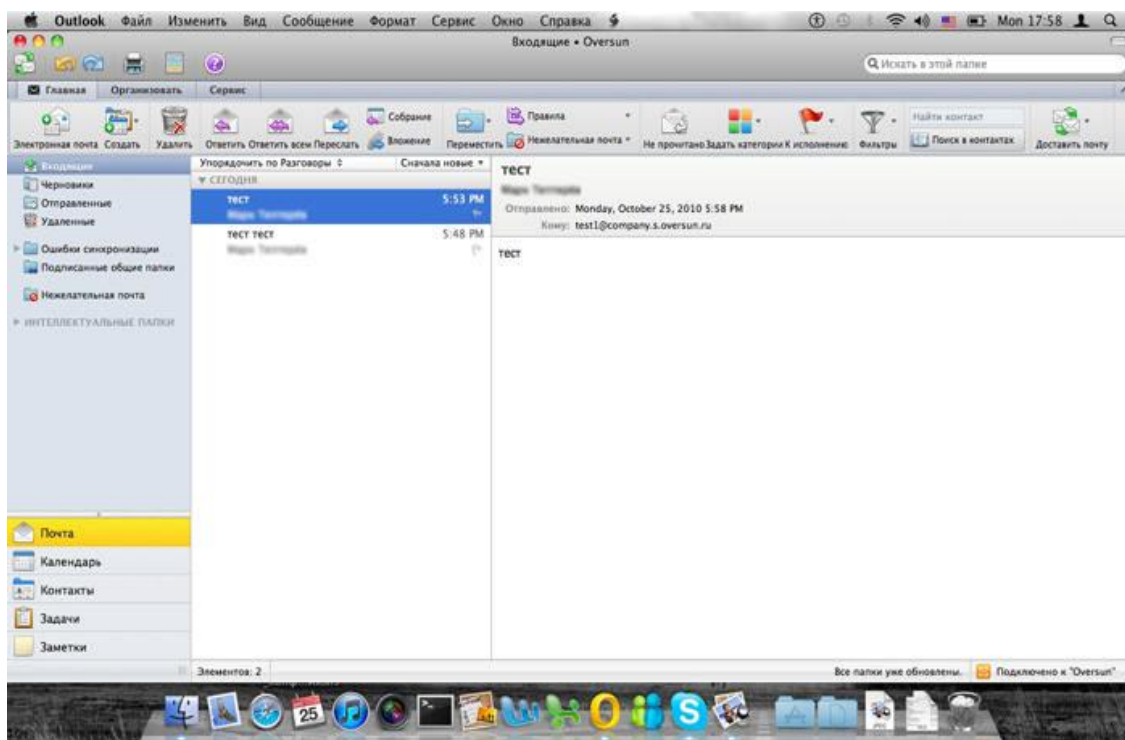 Outlook Файл Изменить Вид Сообщение Формат Сервис Окно Справка Mon 17:58
Входящие • Oversun
Искать в этой папке
Главная Организовать Сервис
Собрание Правила Найти контакт
Электронная почта Создать Удалить Ответить Ответить всем Переслать Вложение Переместить Нежелательная почта Не прочитано Задать категории К исполнению Фильтры Поиск в контактах Доставить почту
Входящие
Черновики
Отправленные
Удаленные
Ошибки синхронизации
Подписанные общие папки
Нежелательная почта
ИНТЕЛЛЕКТУАЛЬНЫЕ ПАПКИ
Упорядочить по Разговоры Сначала новые
СЕГОДНЯ
тест 5:53 PM
тест тест 5:48 PM
тест
Отправлено: Monday, October 25, 2010 5:58 PM
Кому: test1@company.s.oversun.ru
тест
Почта
Календарь
Контакты
Задачи
Заметки
Элементов: 2 Все папки уже обновлены. Подключено к "Oversun"
25